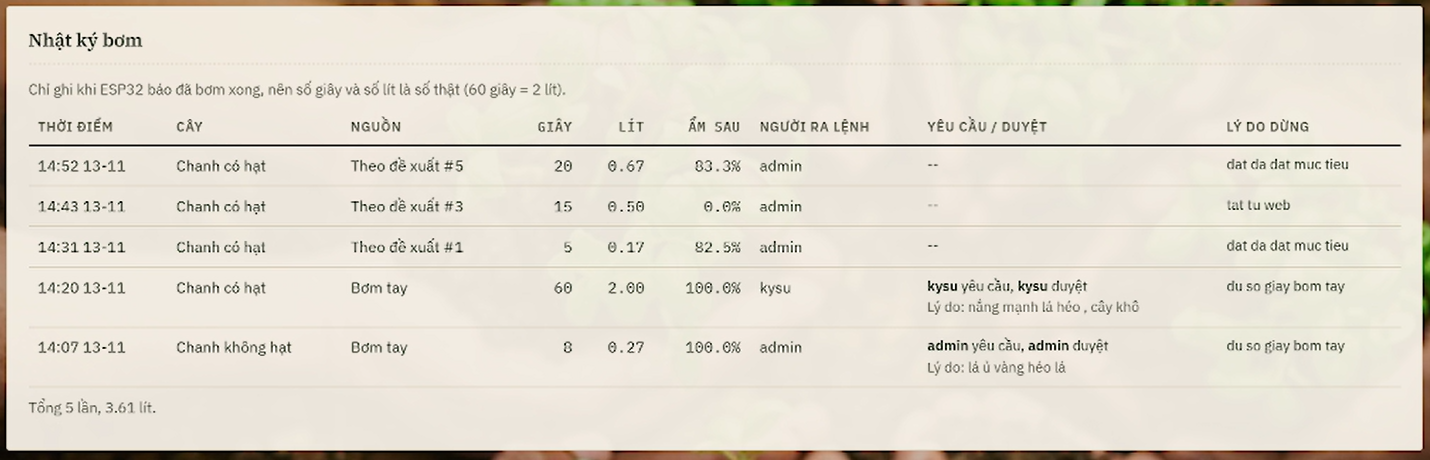 Nhật ký bơm
Chỉ ghi khi ESP32 báo đã bơm xong, nên số giây và số lít là số thật (60 giây = 2 lít).
THỜI ĐIỂM CÂY NGUỒN GIÂY LÍT ẨM SAU NGƯỜI RA LỆNH YÊU CẦU / DUYỆT LÝ DO DỪNG
14:52 13-11 Chanh có hạt Theo đề xuất #5 20 0.67 83.3% admin -- dat da dat muc tieu
14:43 13-11 Chanh có hạt Theo đề xuất #3 15 0.50 0.0% admin -- tat tu web
14:31 13-11 Chanh có hạt Theo đề xuất #1 5 0.17 82.5% admin -- dat da dat muc tieu
14:20 13-11 Chanh có hạt Bơm tay 60 2.00 100.0% kysu kysu yêu cầu, kysu duyệt du so giay bom tay
Lý do: nắng mạnh lá héo , cây khô
14:07 13-11 Chanh không hạt Bơm tay 8 0.27 100.0% admin admin yêu cầu, admin duyệt du so giay bom tay
Lý do: lá ủ vàng héo lá
Tổng 5 lần, 3.61 lít.